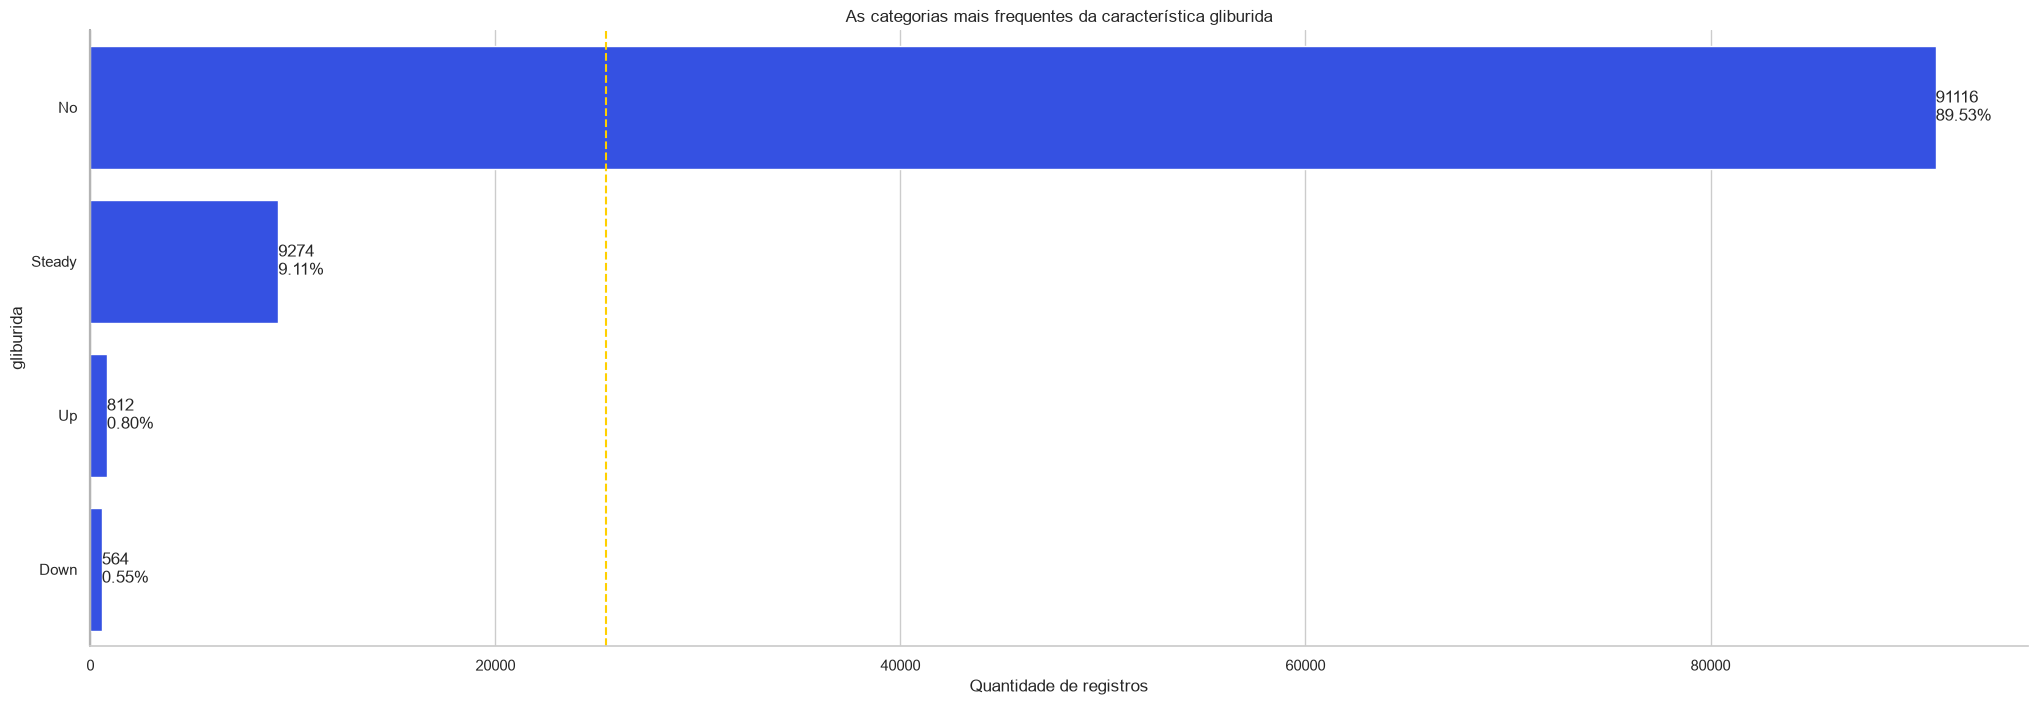 As categorias mais frequentes da característica gliburida
No
91116
89.53%
Steady
9274
9.11%
Up
812
0.80%
Down
564
0.55%
gliburida
0
20000
40000
60000
80000
Quantidade de registros